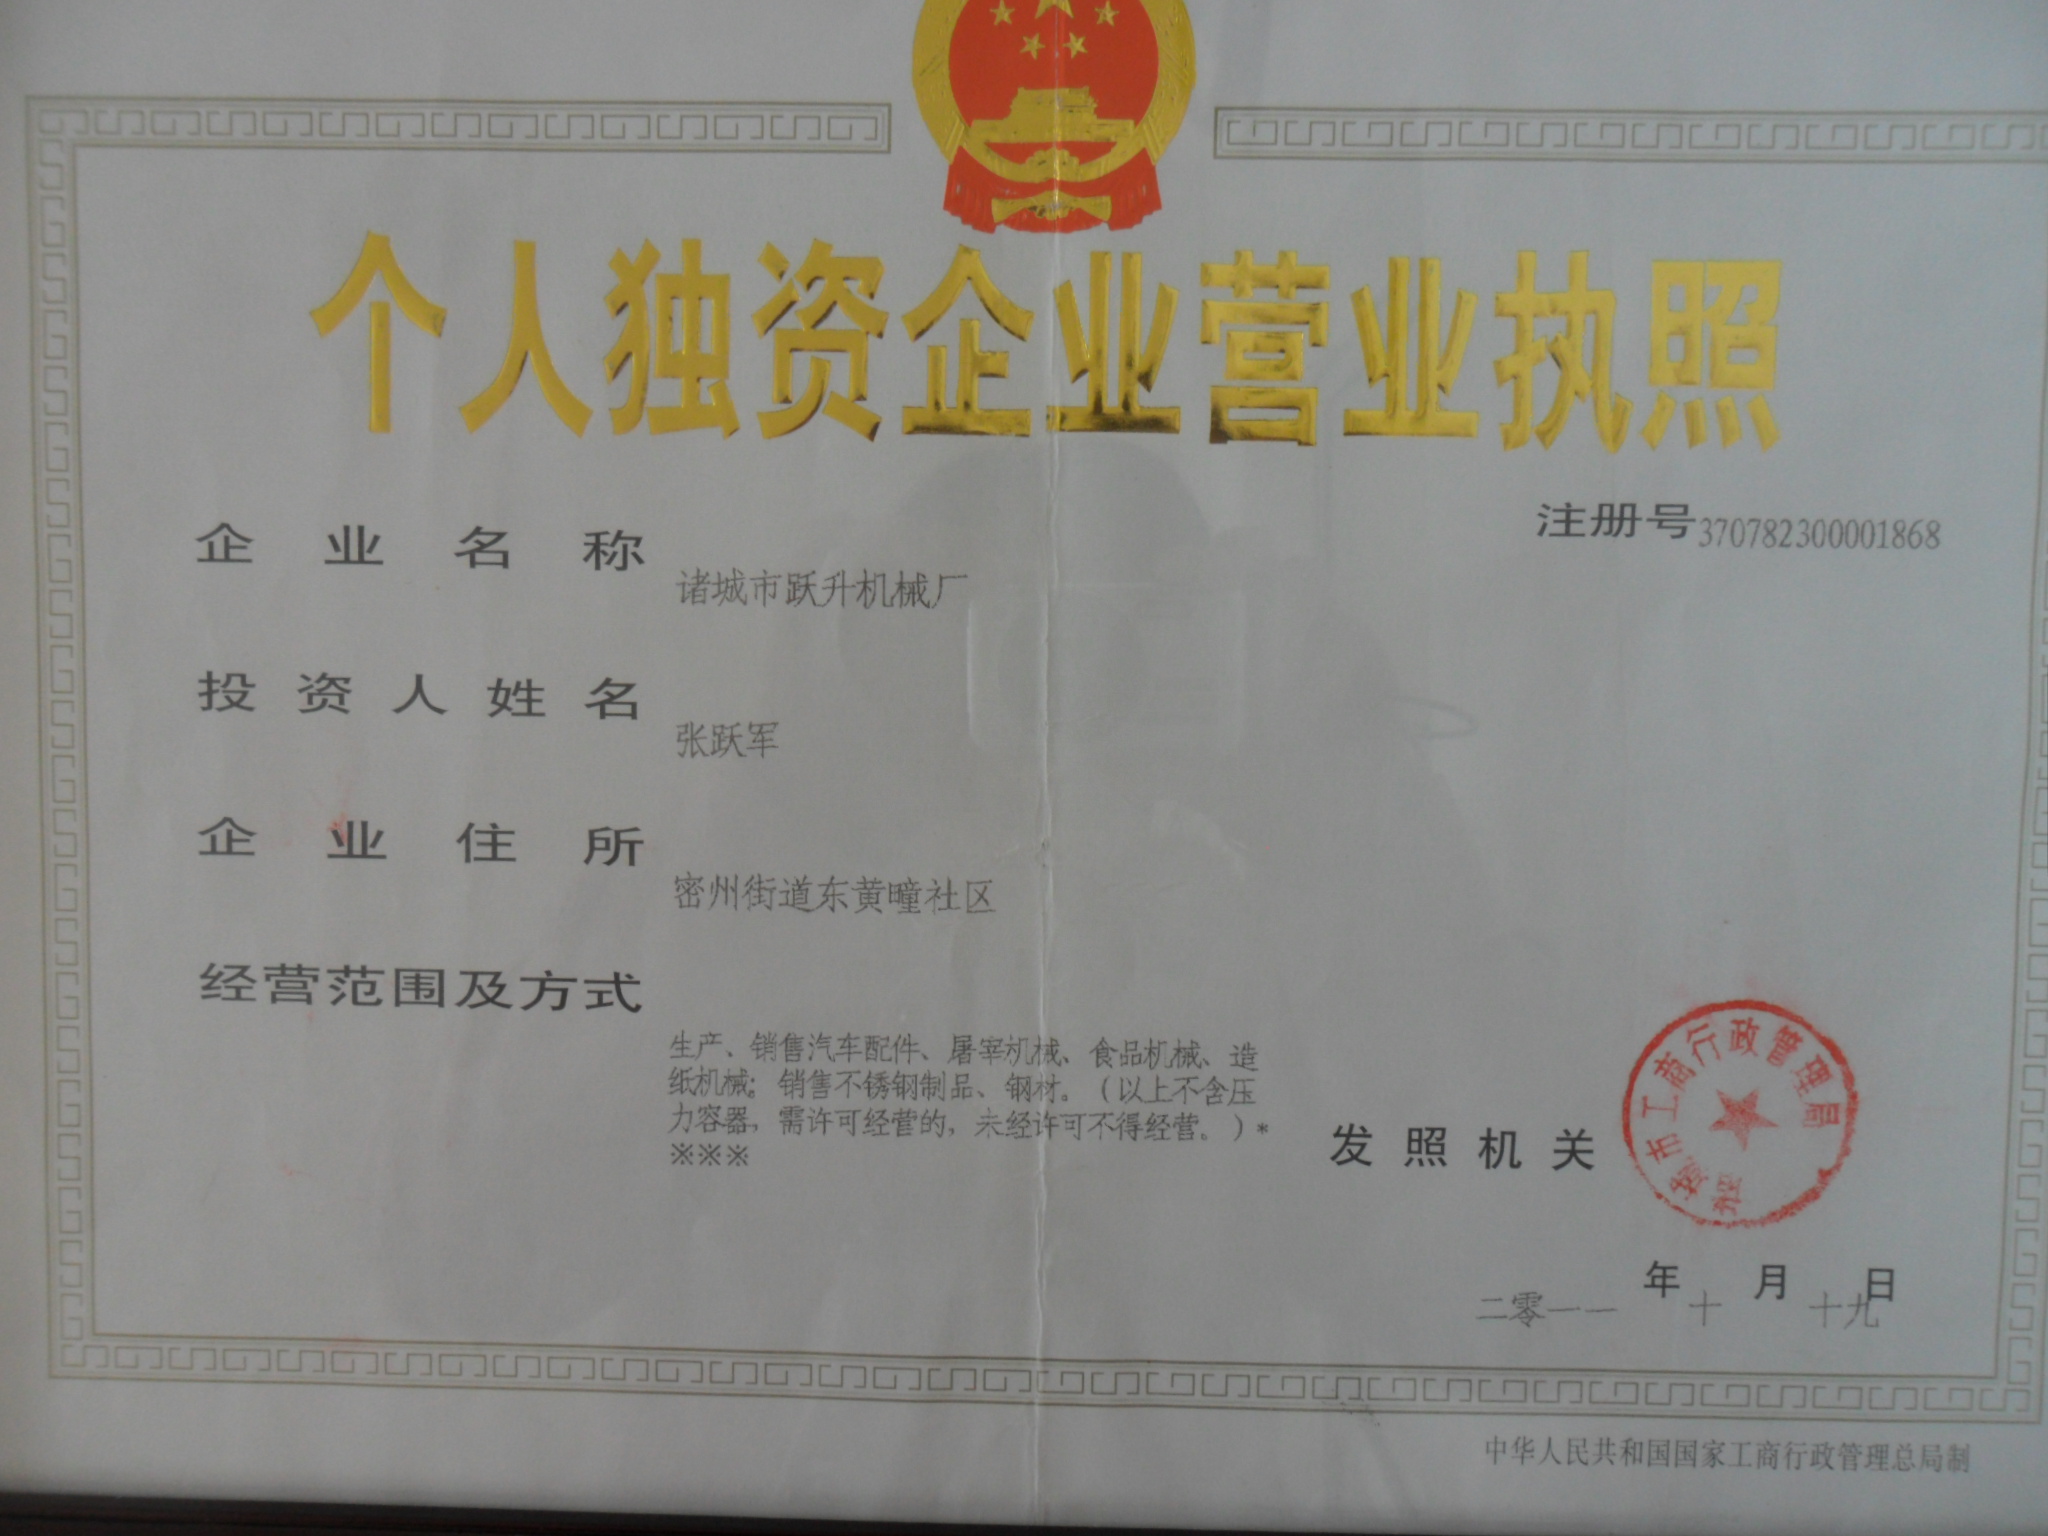 个人独资企业营业执照
注册号370782300001868
企业名称 诸城市跃升机械厂
投资人姓名 张跃军
企业住所 密州街道东黄疃社区
经营范围及方式
生产、销售汽车配件、屠宰机械、食品机械、造
纸机械；销售不锈钢制品、钢材。（以上不含压
力容器，需许可经营的，未经许可不得经营。）*
※※※
发照机关
城市工商行政管理局
二零一一年十月十九日
中华人民共和国国家工商行政管理总局制